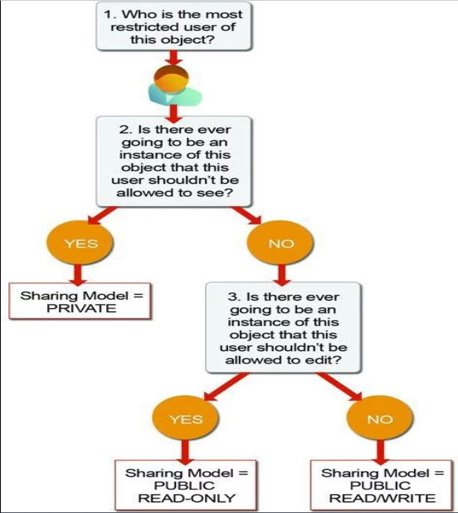 1. Who is the most
restricted user of
this object?
2. Is there ever
going to be an
instance of this
object that this
user shouldn't be
allowed to see?
YES
NO
Sharing Model =
PRIVATE
3. Is there ever
going to be an
instance of this
object that this
user shouldn't be
allowed to edit?
YES
NO
Sharing Model =
PUBLIC
READ-ONLY
Sharing Model =
PUBLIC
READ/WRITE